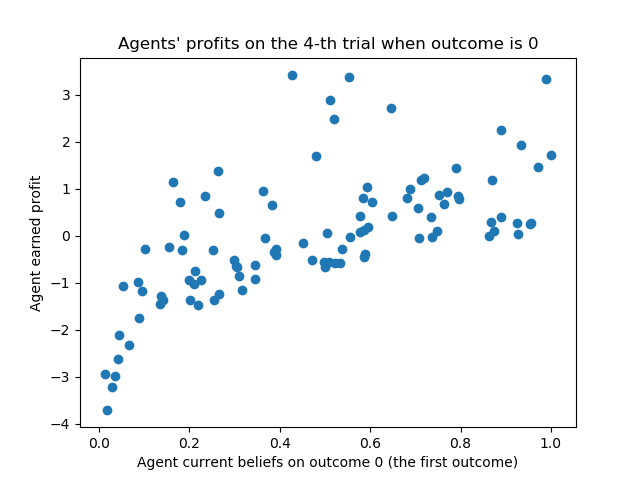 Agents' profits on the 4-th trial when outcome is 0
3
2
1
0
−1
−2
−3
−4
Agent earned profit
0.0 0.2 0.4 0.6 0.8 1.0
Agent current beliefs on outcome 0 (the first outcome)